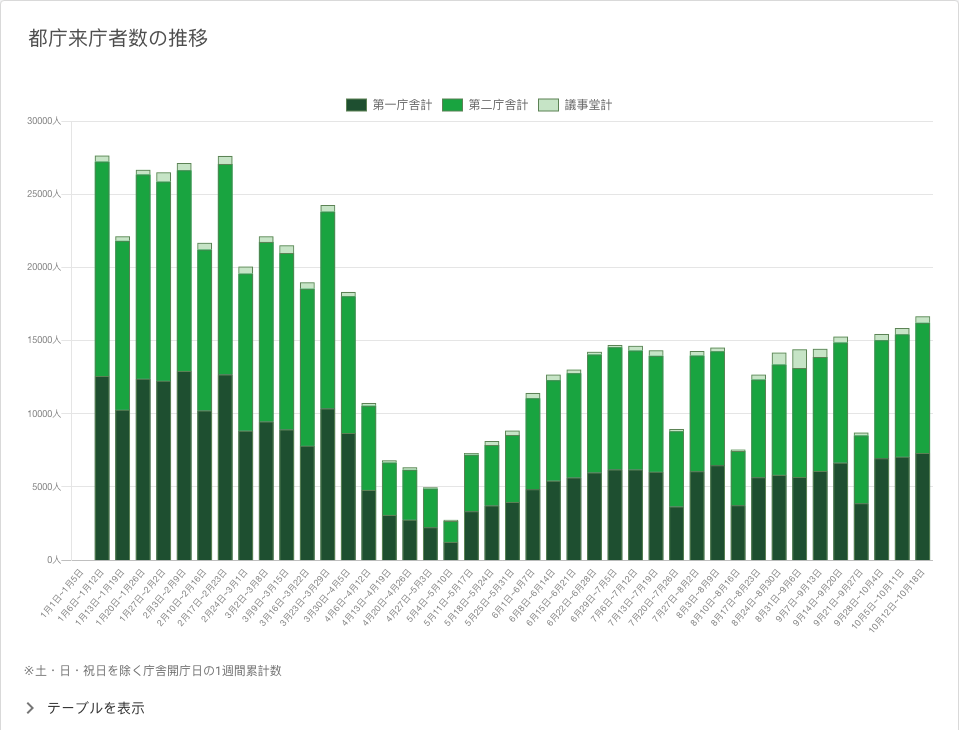 都庁来庁者数の推移
第一庁舎計 第二庁舎計 議事堂計
30000人
25000人
20000人
15000人
10000人
5000人
0人
1月1日~1月5日
1月6日~1月12日
1月13日~1月19日
1月20日~1月26日
1月27日~2月2日
2月3日~2月9日
2月10日~2月16日
2月17日~2月23日
2月24日~3月1日
3月2日~3月8日
3月9日~3月15日
3月16日~3月22日
3月23日~3月29日
3月30日~4月5日
4月6日~4月12日
4月13日~4月19日
4月20日~4月26日
4月27日~5月3日
5月4日~5月10日
5月11日~5月17日
5月18日~5月24日
5月25日~5月31日
6月1日~6月7日
6月8日~6月14日
6月15日~6月21日
6月22日~6月28日
6月29日~7月5日
7月6日~7月12日
7月13日~7月19日
7月20日~7月26日
7月27日~8月2日
8月3日~8月9日
8月10日~8月16日
8月17日~8月23日
8月24日~8月30日
8月31日~9月6日
9月7日~9月13日
9月14日~9月20日
9月21日~9月27日
9月28日~10月4日
10月5日~10月11日
10月12日~10月18日
※土・日・祝日を除く庁舎開庁日の1週間累計数
テーブルを表示